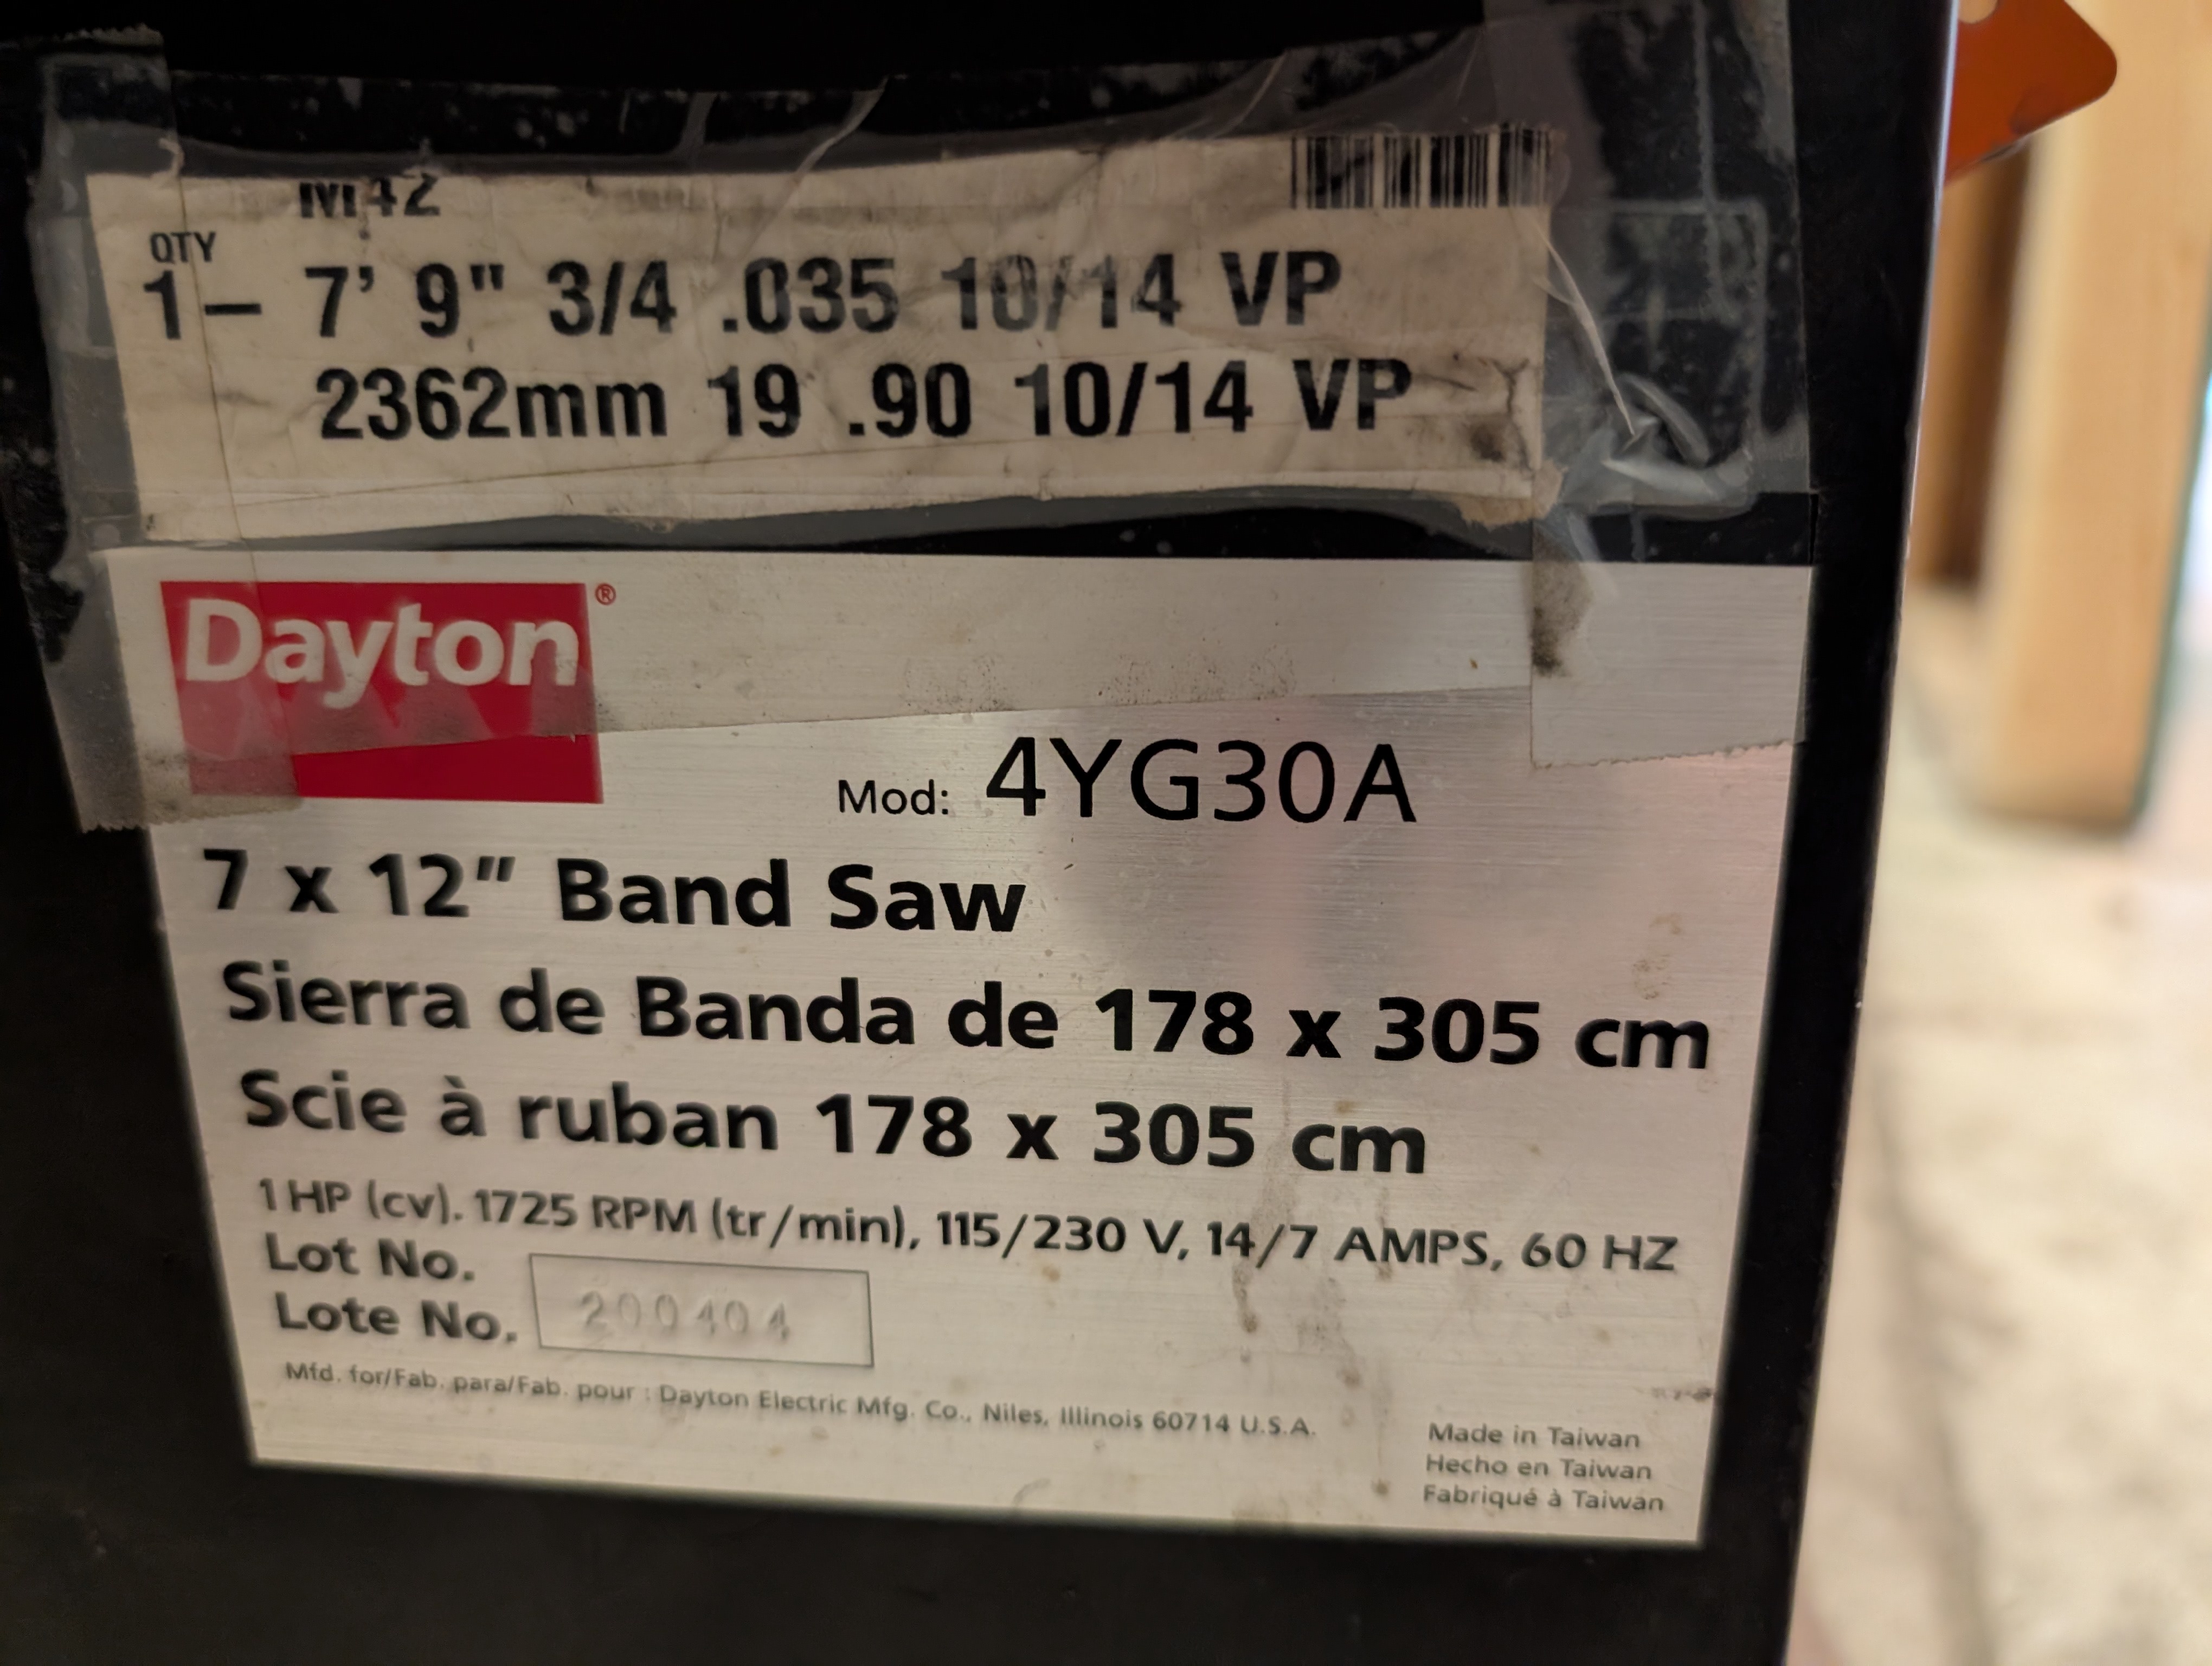 M42
QTY
1 – 7' 9" 3/4 .035 10/14 VP
2362mm 19 .90 10/14 VP
Dayton®
Mod: 4YG30A
7 x 12" Band Saw
Sierra de Banda de 178 x 305 cm
Scie à ruban 178 x 305 cm
1 HP (cv). 1725 RPM (tr/min), 115/230 V, 14/7 AMPS, 60 HZ
Lot No.
Lote No. 200404
Mfd. for/Fab. para/Fab. pour : Dayton Electric Mfg. Co., Niles, Illinois 60714 U.S.A.
Made in Taiwan
Hecho en Taiwan
Fabriqué à Taiwan